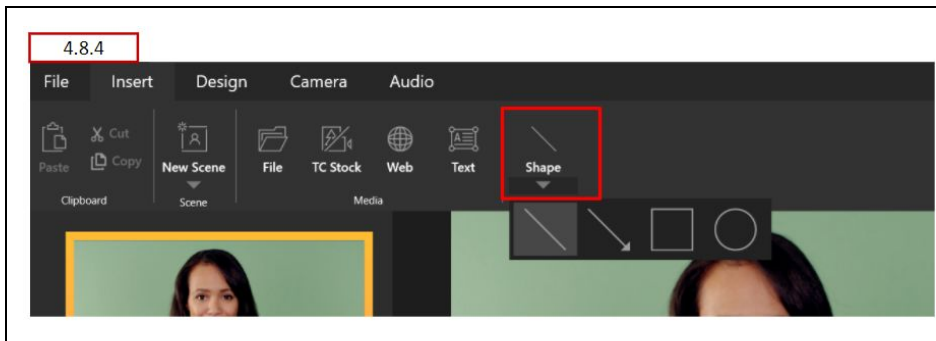 4.8.4
File Insert Design Camera Audio
Paste Cut Copy New Scene File TC Stock Web Text Shape
Clipboard Scene Media